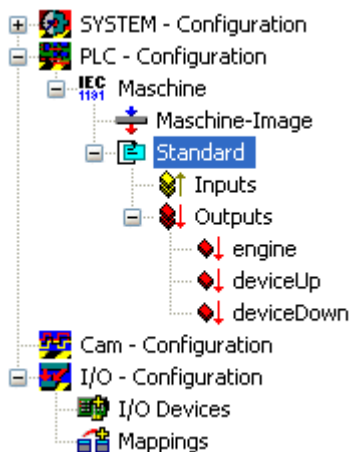 SYSTEM - Configuration
PLC - Configuration
IEC
1131 Maschine
Maschine-Image
Standard
Inputs
Outputs
engine
deviceUp
deviceDown
Cam - Configuration
I/O - Configuration
I/O Devices
Mappings